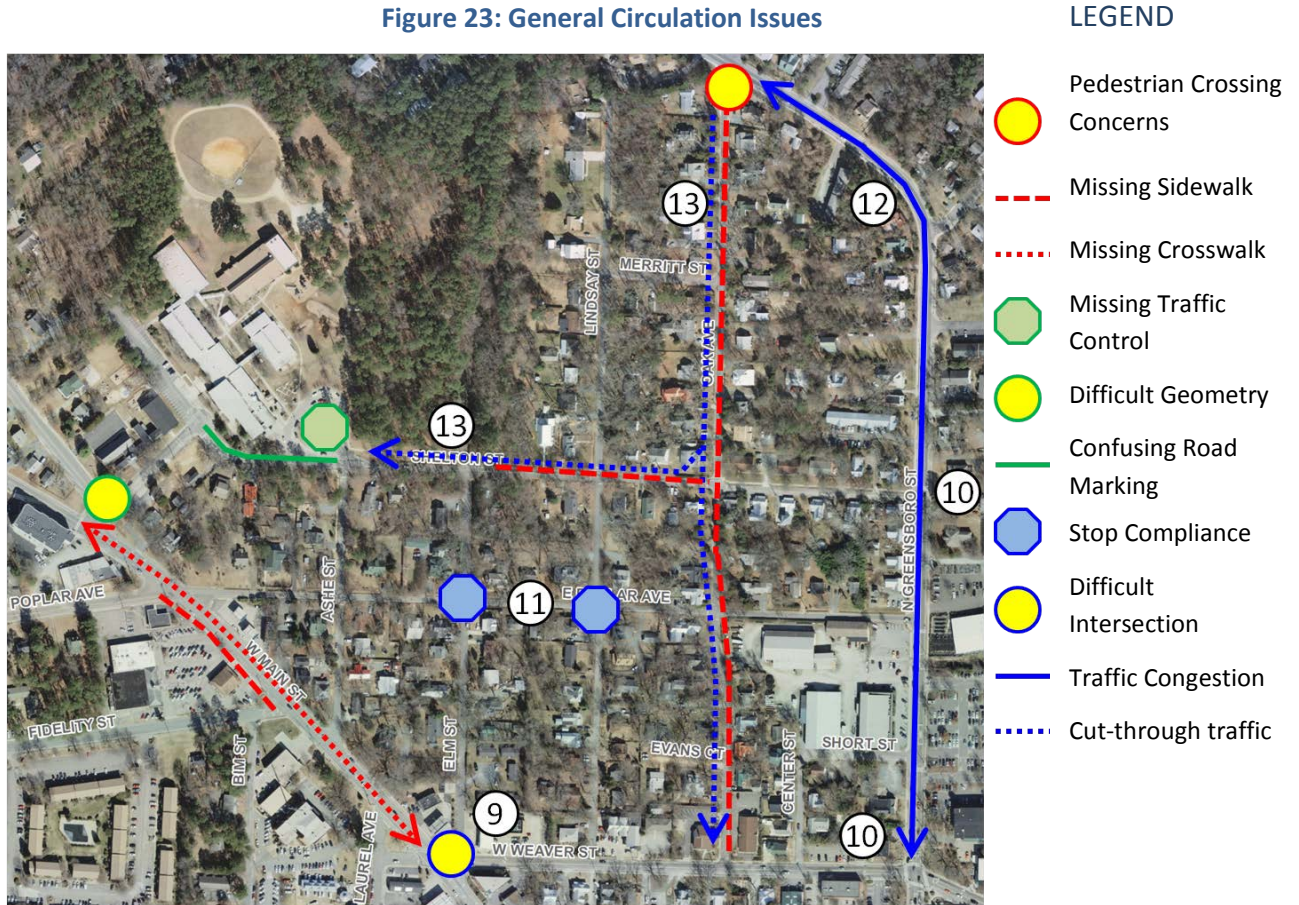 Figure 23: General Circulation Issues
LEGEND
Pedestrian Crossing
Concerns
Missing Sidewalk
Missing Crosswalk
Missing Traffic
Control
Difficult Geometry
Confusing Road
Marking
Stop Compliance
Difficult
Intersection
Traffic Congestion
Cut-through traffic
13
12
MERRITT ST
LINDSAY ST
OAK AVE
13
SHELTON ST
10
N GREENSBORO ST
ASHE ST
POPLAR AVE
11
W MAIN ST
FIDELITY ST
BIM ST
ELM ST
EVANS CT
CENTER ST
SHORT ST
9
10
W WEAVER ST
LAUREL AVE